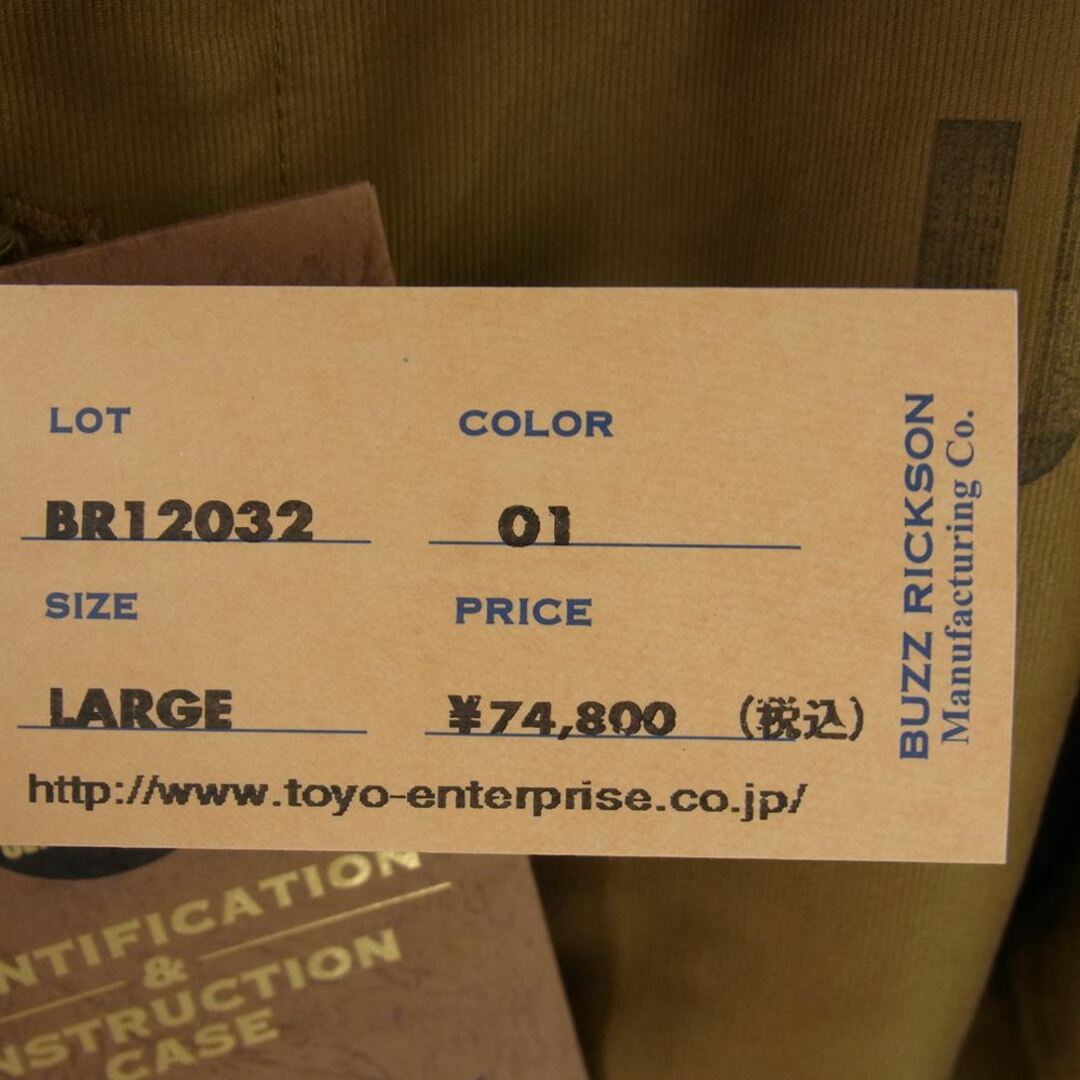 LOT
COLOR
BR12032
01
SIZE
PRICE
LARGE
¥74,800 (税込)
http://www.toyo-enterprise.co.jp/
BUZZ RICKSON
Manufacturing Co.
NTIFICATION
&
NSTRUCTION
CASE